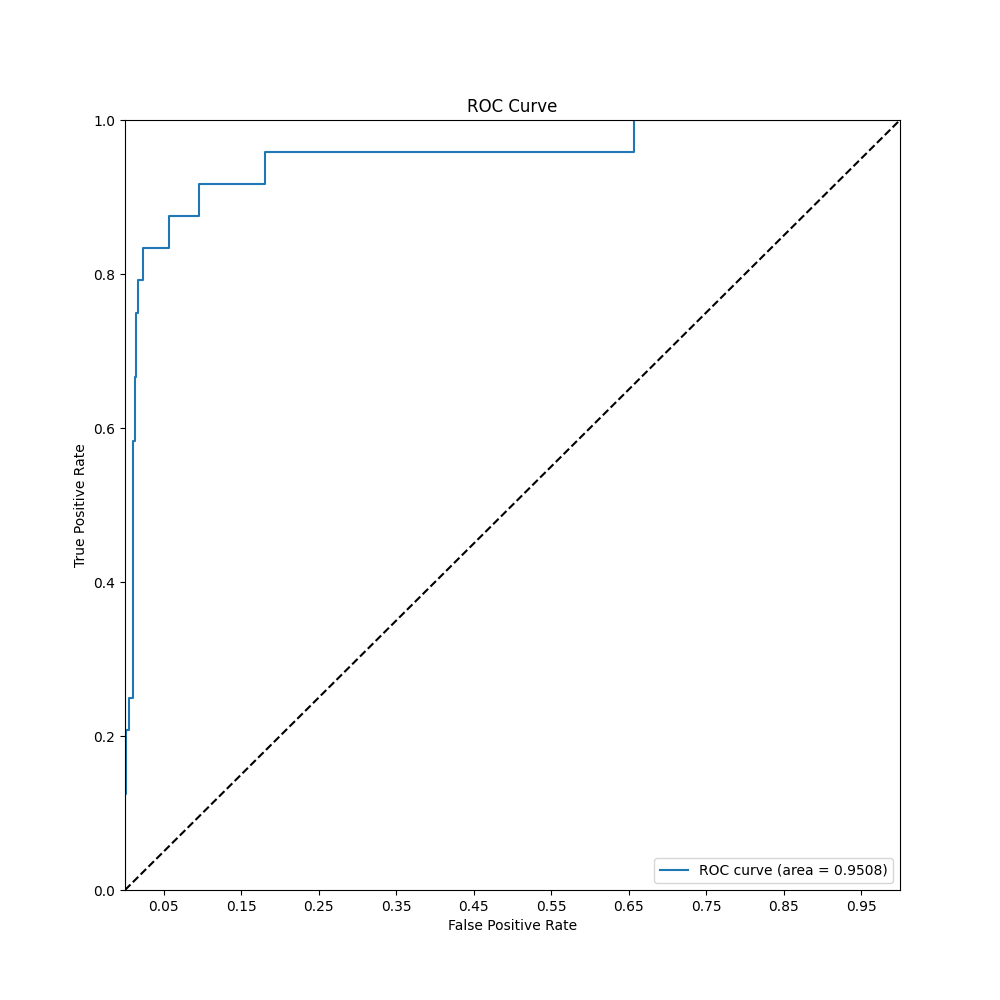 ROC Curve
1.0
0.8
0.6
0.4
0.2
0.0
True Positive Rate
ROC curve (area = 0.9508)
0.05 0.15 0.25 0.35 0.45 0.55 0.65 0.75 0.85 0.95
False Positive Rate